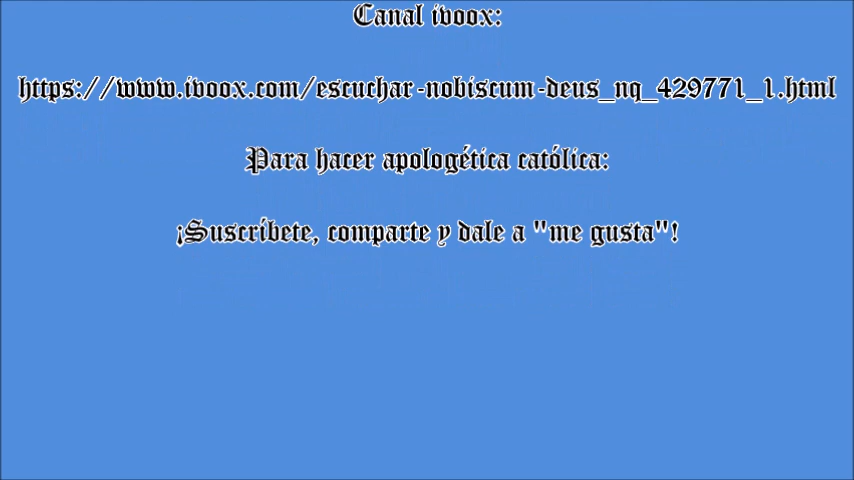 Canal ivoox:
https://www.ivoox.com/escuchar-nobiscum-deus_nq_429771_1.html
Para hacer apologética católica:
¡Suscríbete, comparte y dale a "me gusta"!